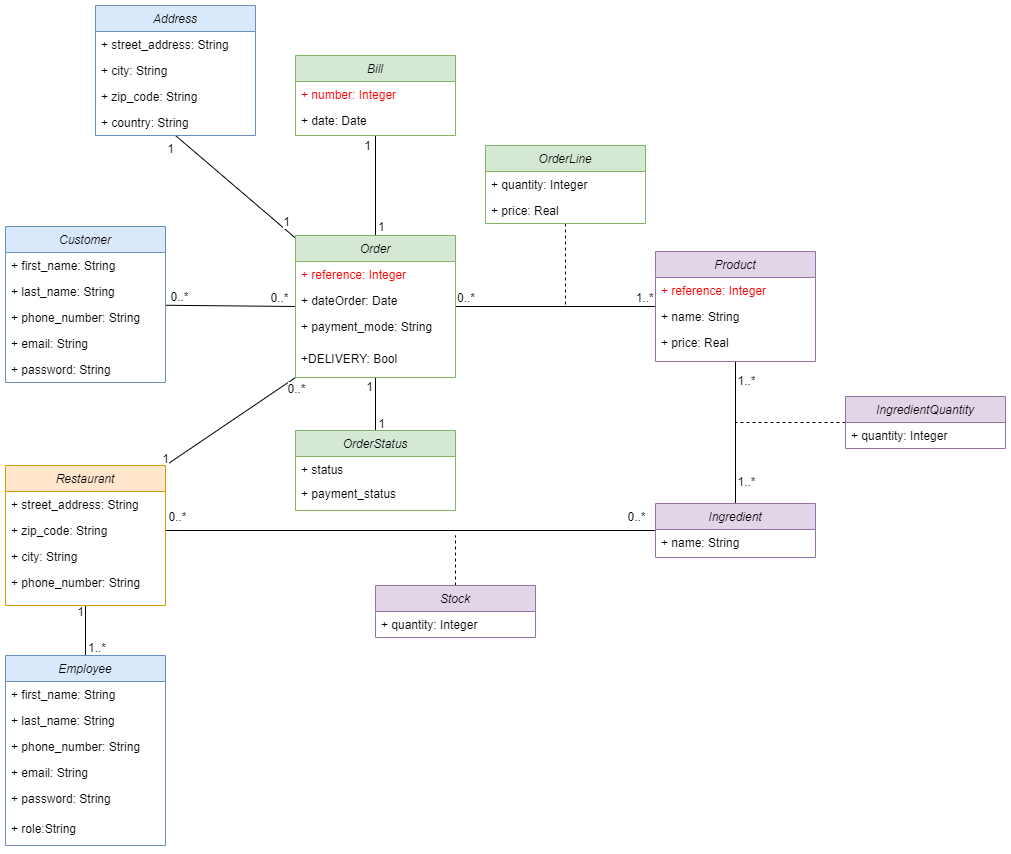 Address
+ street_address: String
+ city: String
+ zip_code: String
+ country: String
1
1
Bill
+ number: Integer
+ date: Date
1
1
OrderLine
+ quantity: Integer
+ price: Real
Customer
+ first_name: String
+ last_name: String
+ phone_number: String
+ email: String
+ password: String
0..*
0..*
Order
+ reference: Integer
+ dateOrder: Date
+ payment_mode: String
+DELIVERY: Bool
0..*
1..*
Product
+ reference: Integer
+ name: String
+ price: Real
1..*
1..*
IngredientQuantity
+ quantity: Integer
0..*
1
1
1
OrderStatus
+ status
+ payment_status
Restaurant
+ street_address: String
+ zip_code: String
+ city: String
+ phone_number: String
0..*
0..*
Ingredient
+ name: String
Stock
+ quantity: Integer
1
1..*
Employee
+ first_name: String
+ last_name: String
+ phone_number: String
+ email: String
+ password: String
+ role:String